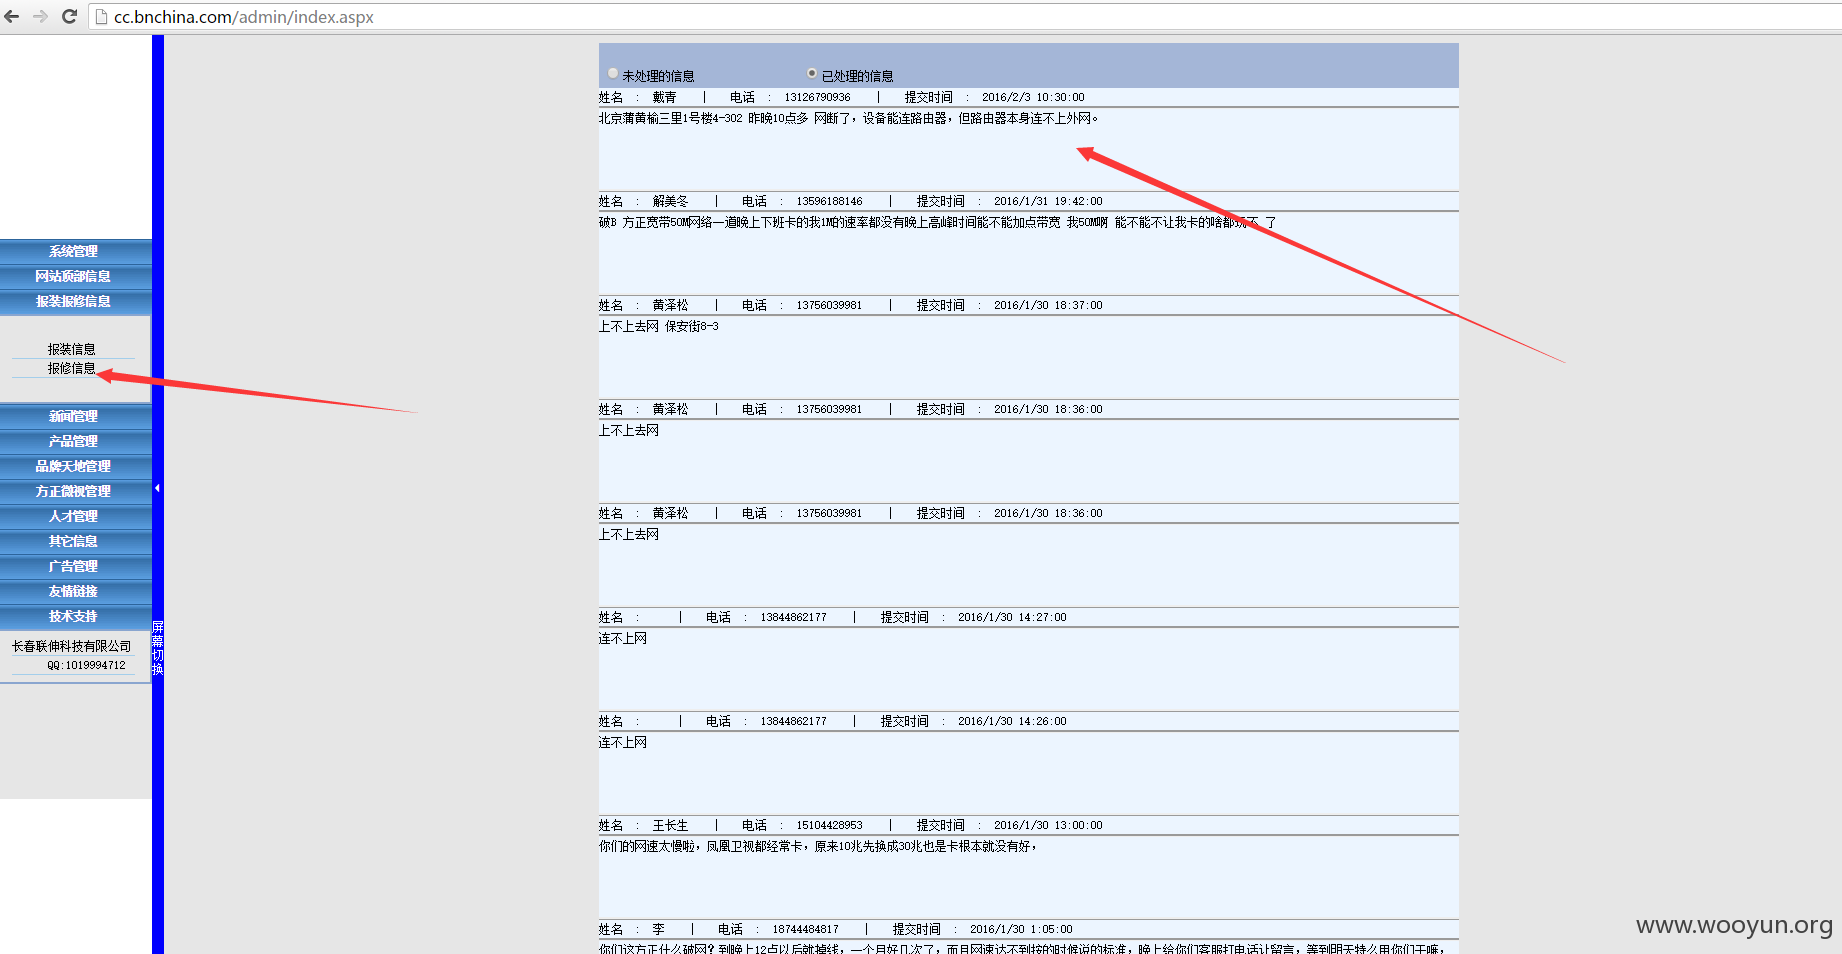 cc.bnchina.com/admin/index.aspx
系统管理
网站顶部信息
报装报修信息
报装信息
报修信息
新闻管理
产品管理
品牌天地管理
方正微视管理
人才管理
其它信息
广告管理
友情链接
技术支持
长春联伸科技有限公司
QQ:1019994712
屏幕切换
未处理的信息 已处理的信息
姓名 : 戴青 | 电话 : 13126790936 | 提交时间 : 2016/2/3 10:30:00
北京蒲黄榆三里1号楼4-302 昨晚10点多 网断了，设备能连路由器，但路由器本身连不上外网。
姓名 : 解美冬 | 电话 : 13596188146 | 提交时间 : 2016/1/31 19:42:00
破B 方正宽带50M网络一道晚上下班卡的我1M的速率都没有晚上高峰时间能不能加点带宽 我50M啊 能不能不让我卡的啥都玩不 了
姓名 : 黄泽松 | 电话 : 13756039981 | 提交时间 : 2016/1/30 18:37:00
上不上去网 保安街8-3
姓名 : 黄泽松 | 电话 : 13756039981 | 提交时间 : 2016/1/30 18:36:00
上不上去网
姓名 : 黄泽松 | 电话 : 13756039981 | 提交时间 : 2016/1/30 18:36:00
上不上去网
姓名 : | 电话 : 13844862177 | 提交时间 : 2016/1/30 14:27:00
连不上网
姓名 : | 电话 : 13844862177 | 提交时间 : 2016/1/30 14:26:00
连不上网
姓名 : 王长生 | 电话 : 15104428953 | 提交时间 : 2016/1/30 13:00:00
你们的网速太慢啦，凤凰卫视都经常卡，原来10兆先换成30兆也是卡根本就没有好，
姓名 : 李 | 电话 : 18744484817 | 提交时间 : 2016/1/30 1:05:00
你们这方正什么破网？到晚上12点以后就掉线，一个月好几次了，而且网速达不到按的时候说的标准，晚上给你们客服打电话让留言，等到明天特么用你们干嘛，
www.wooyun.org